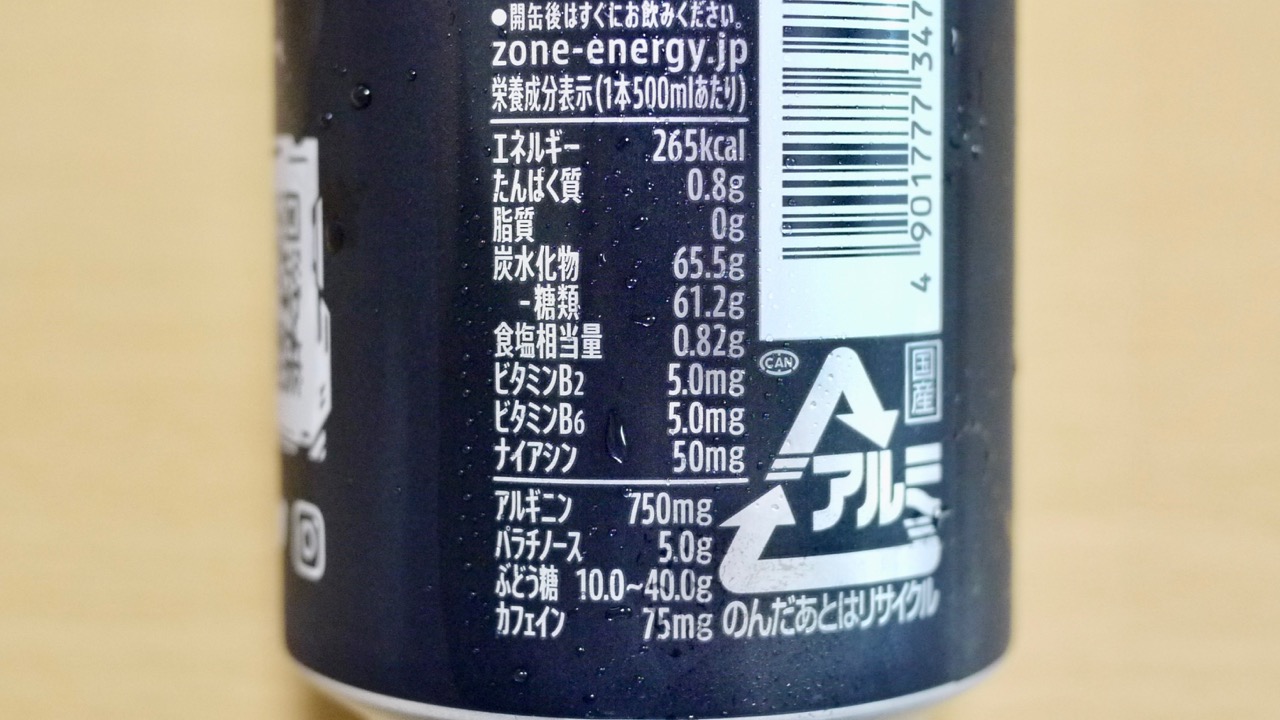 ●開缶後はすぐにお飲みください。
zone-energy.jp
栄養成分表示(1本500mlあたり)
エネルギー 265kcal
たんぱく質 0.8g
脂質 0g
炭水化物 65.5g
-糖類 61.2g
食塩相当量 0.82g
ビタミンB2 5.0mg
ビタミンB6 5.0mg
ナイアシン 50mg
アルギニン 750mg
パラチノース 5.0g
ぶどう糖 10.0~40.0g
カフェイン 75mg
4 901777 347
CAN
国産
アルミ
のんだあとはリサイクル